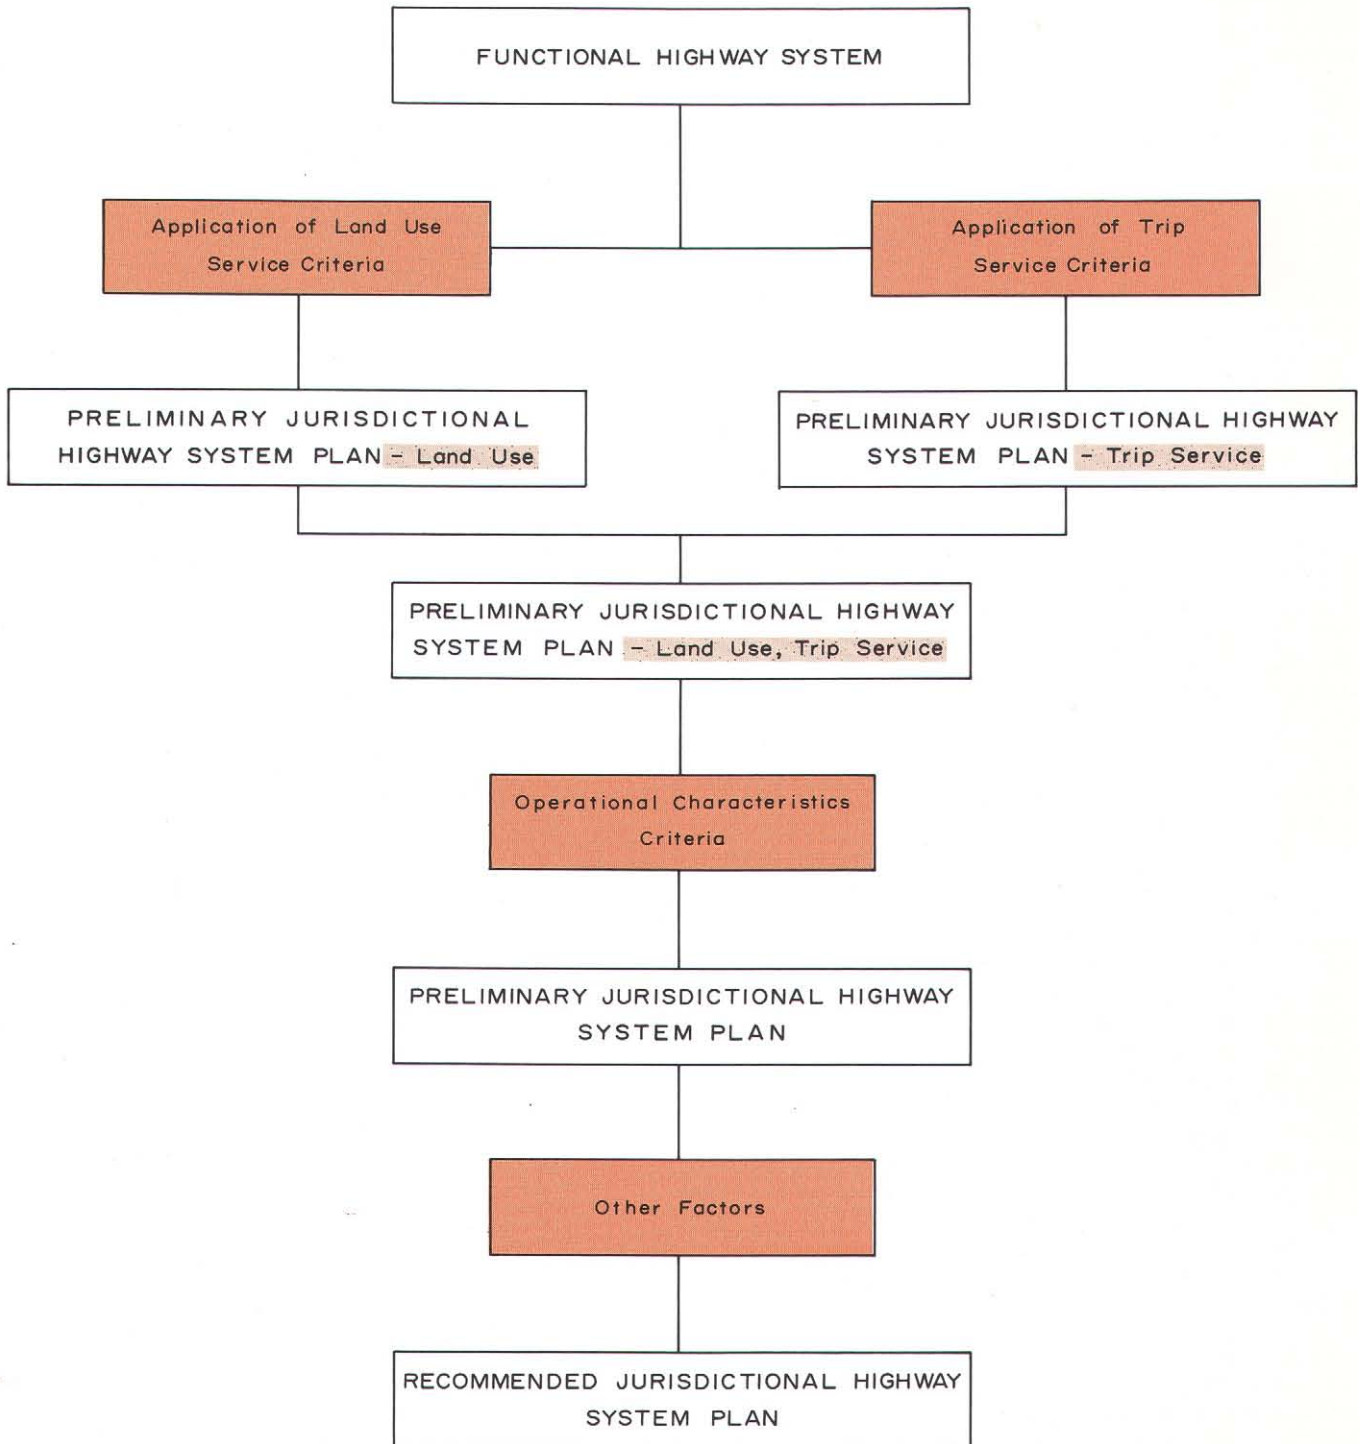 FUNCTIONAL HIGHWAY SYSTEM
Application of Land Use
Service Criteria
Application of Trip
Service Criteria
PRELIMINARY JURISDICTIONAL
HIGHWAY SYSTEM PLAN - Land Use
PRELIMINARY JURISDICTIONAL HIGHWAY
SYSTEM PLAN - Trip Service
PRELIMINARY JURISDICTIONAL HIGHWAY
SYSTEM PLAN - Land Use, Trip Service
Operational Characteristics
Criteria
PRELIMINARY JURISDICTIONAL HIGHWAY
SYSTEM PLAN
Other Factors
RECOMMENDED JURISDICTIONAL HIGHWAY
SYSTEM PLAN